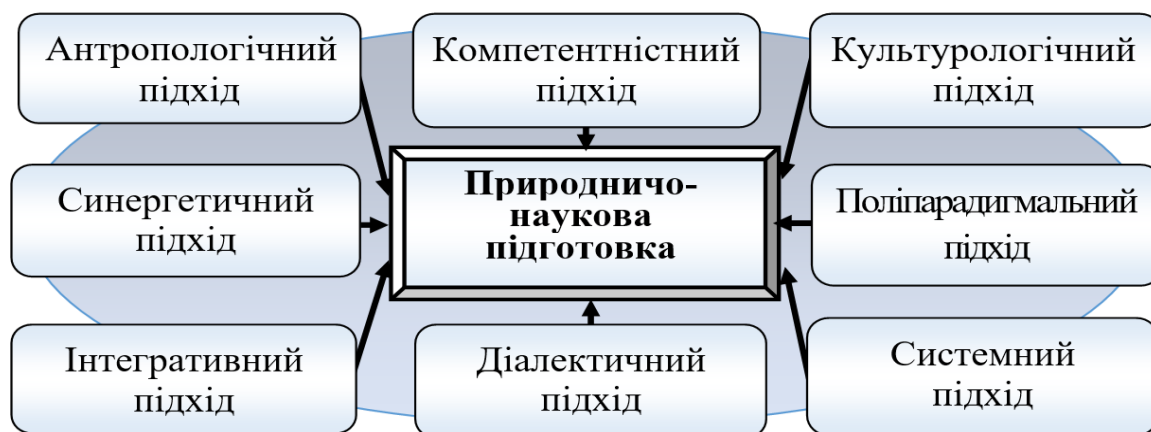 Антропологічний
підхід
Компетентністний
підхід
Культурологічний
підхід
Синергетичний
підхід
Природничо-
наукова
підготовка
Поліпарадигмальний
підхід
Інтегративний
підхід
Діалектичний
підхід
Системний
підхід